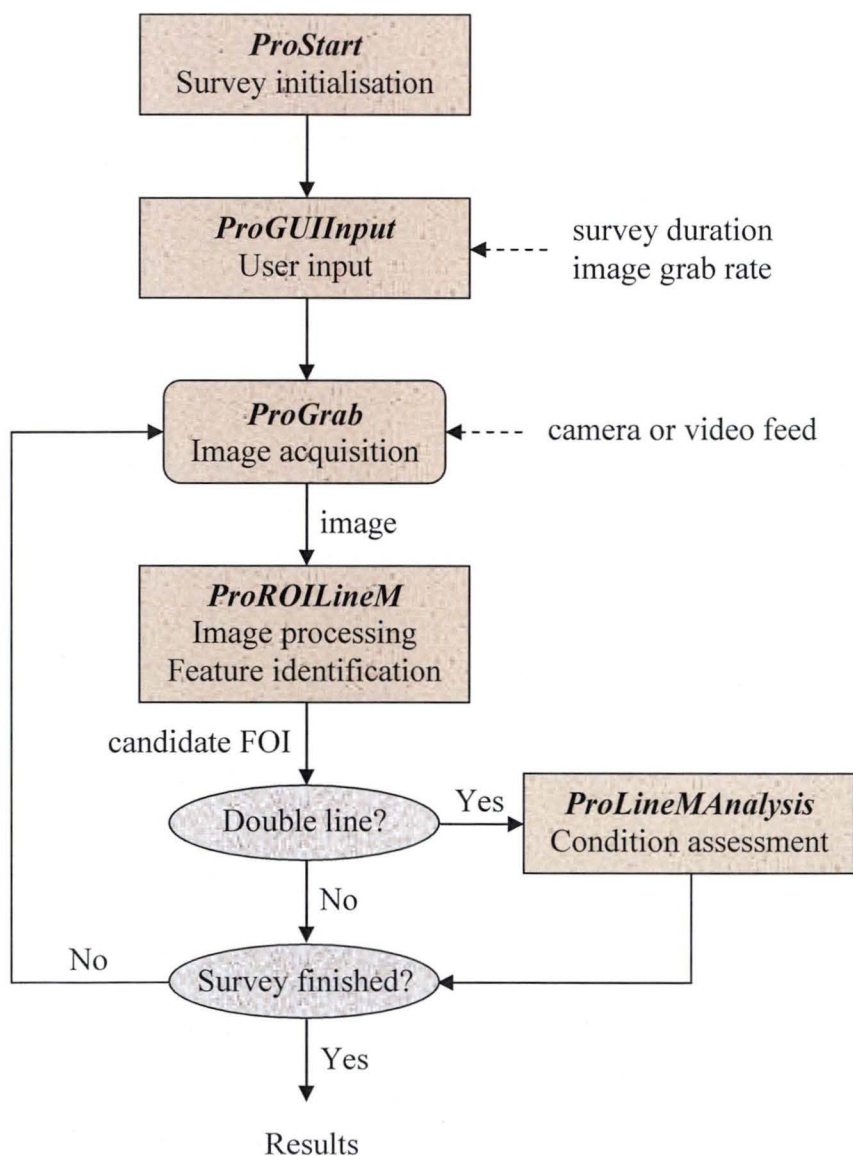 ProStart
Survey initialisation
ProGUIInput
User input
survey duration
image grab rate
ProGrab
Image acquisition
camera or video feed
image
ProROILineM
Image processing
Feature identification
candidate FOI
Double line?
Yes
ProLineMAnalysis
Condition assessment
No
Survey finished?
No
Yes
Results